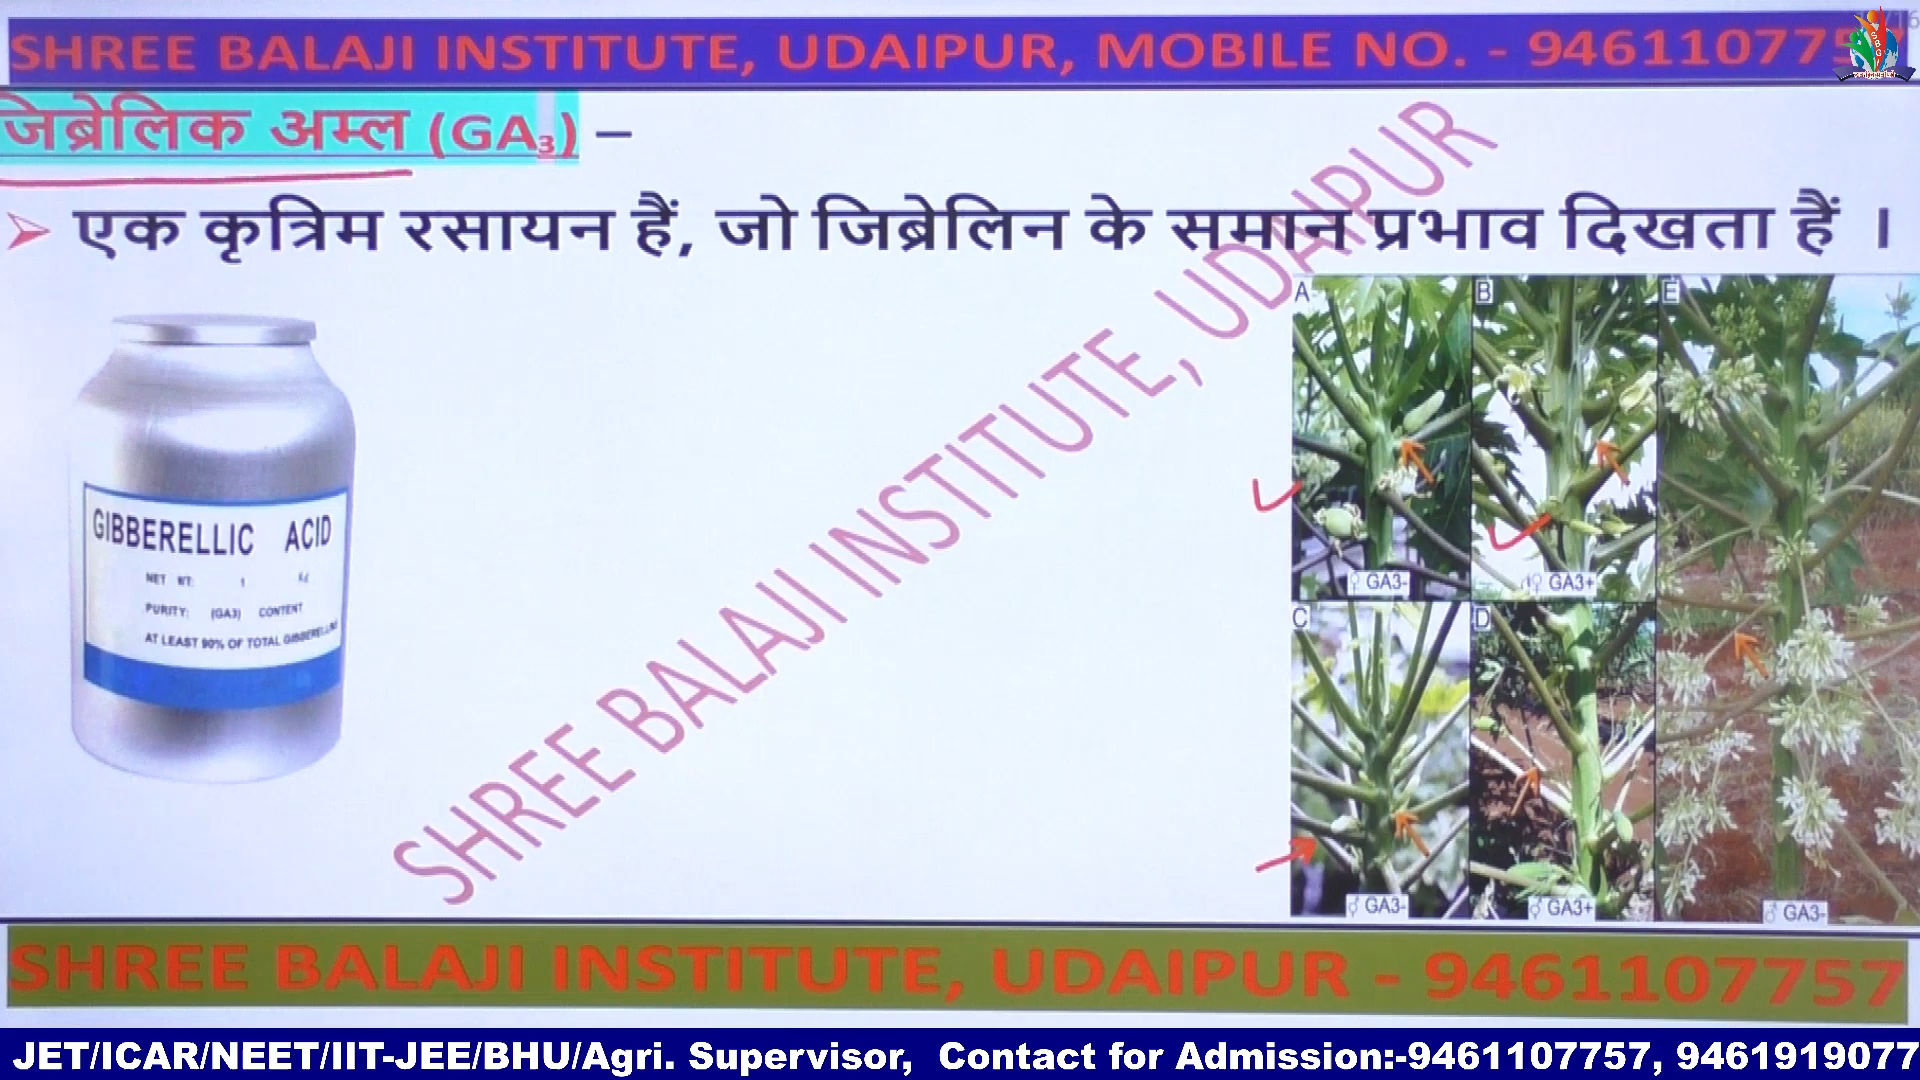 SHREE BALAJI INSTITUTE, UDAIPUR, MOBILE NO. - 946110775
जिब्रेलिक अम्ल (GA₃) –
➢ एक कृत्रिम रसायन हैं, जो जिब्रेलिन के समान प्रभाव दिखता हैं ।
SHREE BALAJI INSTITUTE, UDAIPUR
GIBBERELLIC ACID
NET WT: 1 Kg
PURITY: (GA3) CONTENT
AT LEAST 90% OF TOTAL GIBBERELLINS
A
B
E
♀ GA3-
GA3+
C
D
♂ GA3-
♂ GA3+
♂ GA3-
SHREE BALAJI INSTITUTE, UDAIPUR - 9461107757
JET/ICAR/NEET/IIT-JEE/BHU/Agri. Supervisor, Contact for Admission:-9461107757, 9461919077